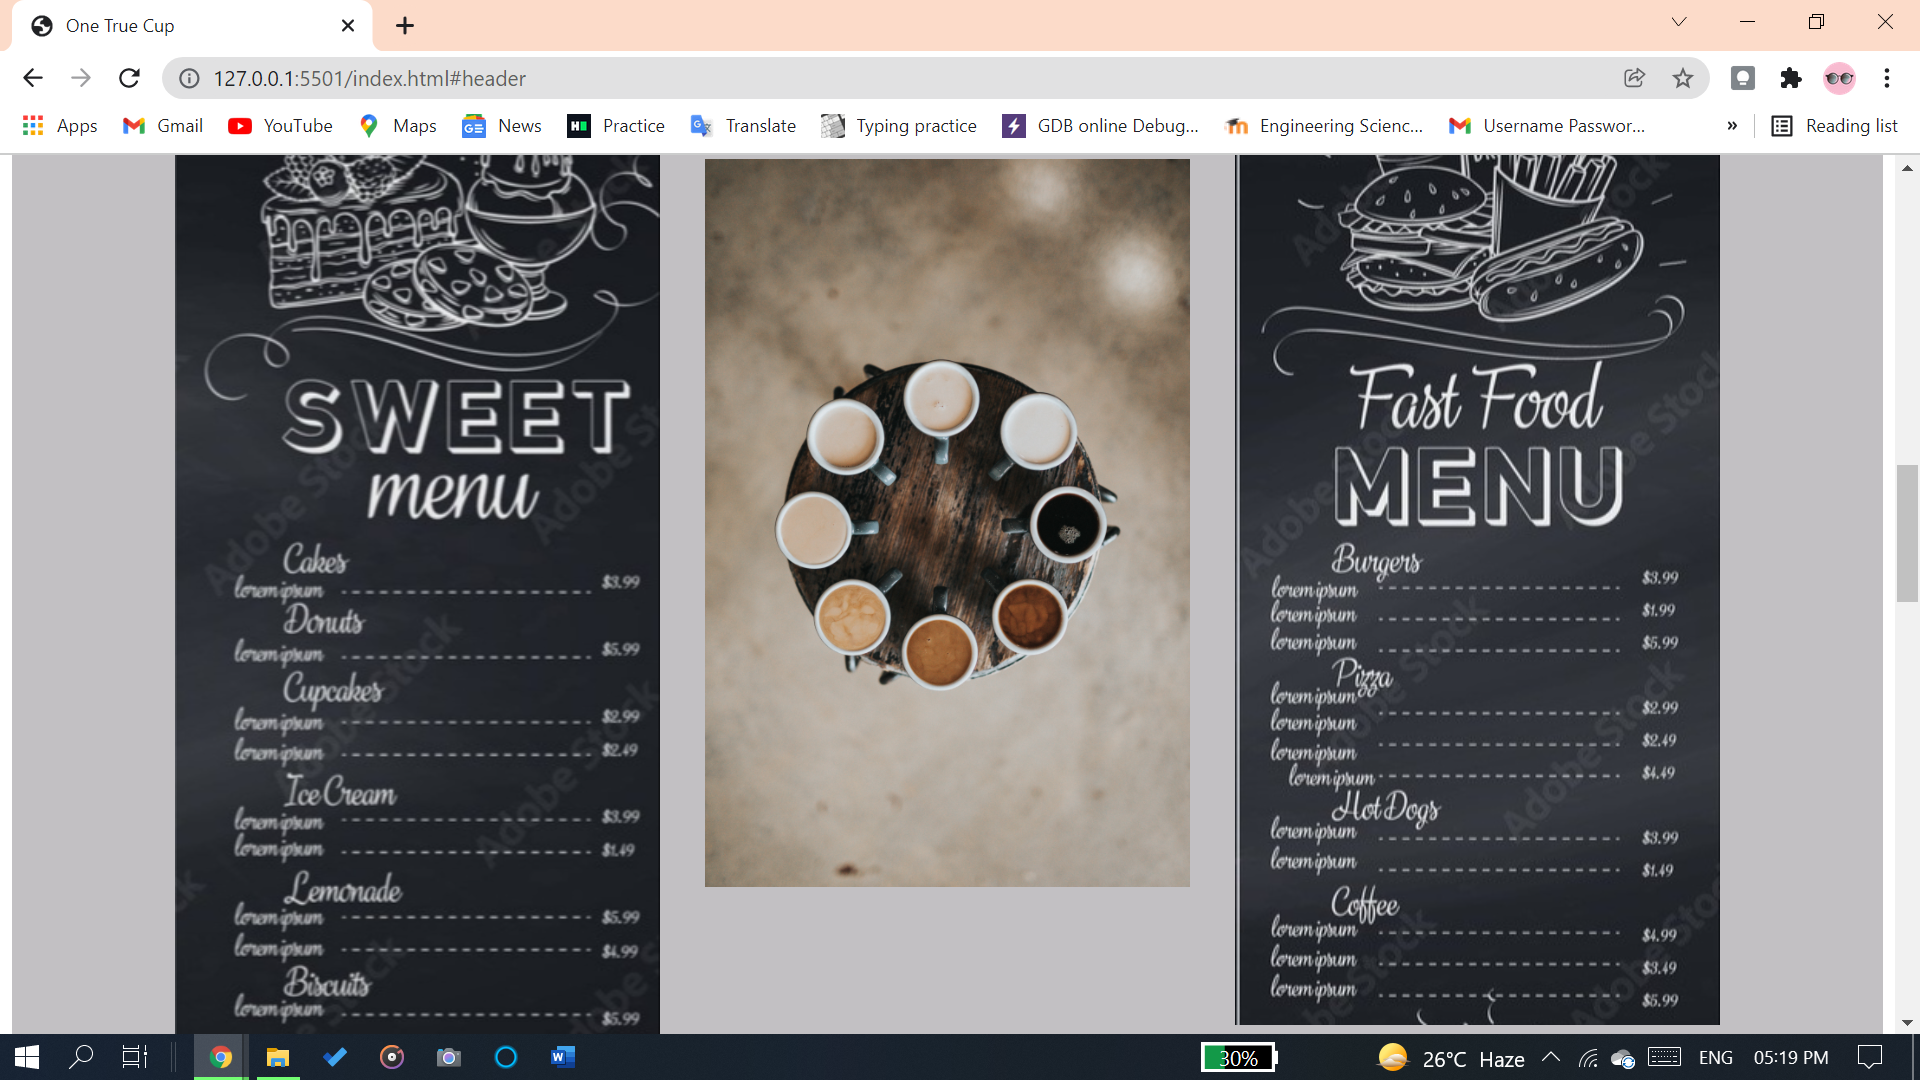 One True Cup
127.0.0.1:5501/index.html#header
Apps Gmail YouTube Maps News Practice Translate Typing practice GDB online Debug... Engineering Scienc... Username Passwor... » Reading list
SWEET
menu
Cakes
lorem ipsum $3.99
Donuts
lorem ipsum $5.99
Cupcakes
lorem ipsum $2.99
lorem ipsum $2.49
Ice Cream
lorem ipsum $3.99
lorem ipsum $1.49
Lemonade
lorem ipsum $5.99
lorem ipsum $4.99
Biscuits
lorem ipsum $5.99
Fast Food
MENU
Burgers
lorem ipsum $3.99
lorem ipsum $1.99
lorem ipsum $5.99
Pizza
lorem ipsum
lorem ipsum $2.99
lorem ipsum $2.49
lorem ipsum $4.49
Hot Dogs
lorem ipsum $3.99
lorem ipsum $1.49
Coffee
lorem ipsum $4.99
lorem ipsum $3.49
lorem ipsum $5.99
Adobe Stock
30% 26°C Haze ENG 05:19 PM